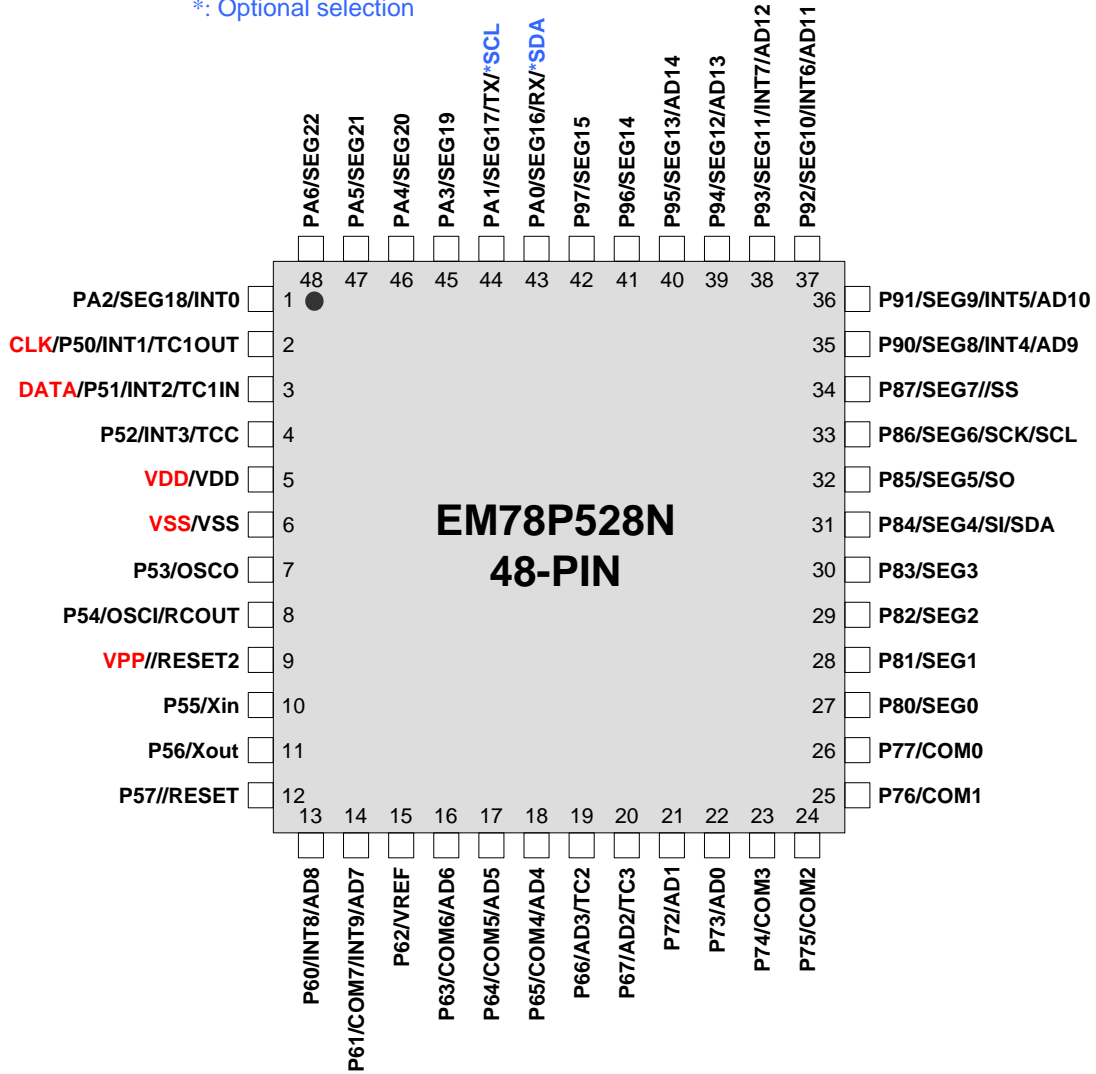 *: Optional selection
PA6/SEG22
PA5/SEG21
PA4/SEG20
PA3/SEG19
PA1/SEG17/TX/*SCL
PA0/SEG16/RX/*SDA
P97/SEG15
P96/SEG14
P95/SEG13/AD14
P94/SEG12/AD13
P93/SEG11/INT7/AD12
P92/SEG10/INT6/AD11
48 47 46 45 44 43 42 41 40 39 38 37
PA2/SEG18/INT0 1
CLK/P50/INT1/TC1OUT 2
DATA/P51/INT2/TC1IN 3
P52/INT3/TCC 4
VDD/VDD 5
VSS/VSS 6
P53/OSCO 7
P54/OSCI/RCOUT 8
VPP//RESET2 9
P55/Xin 10
P56/Xout 11
P57//RESET 12
EM78P528N
48-PIN
36 P91/SEG9/INT5/AD10
35 P90/SEG8/INT4/AD9
34 P87/SEG7//SS
33 P86/SEG6/SCK/SCL
32 P85/SEG5/SO
31 P84/SEG4/SI/SDA
30 P83/SEG3
29 P82/SEG2
28 P81/SEG1
27 P80/SEG0
26 P77/COM0
25 P76/COM1
13 14 15 16 17 18 19 20 21 22 23 24
P60/INT8/AD8
P61/COM7/INT9/AD7
P62/VREF
P63/COM6/AD6
P64/COM5/AD5
P65/COM4/AD4
P66/AD3/TC2
P67/AD2/TC3
P72/AD1
P73/AD0
P74/COM3
P75/COM2